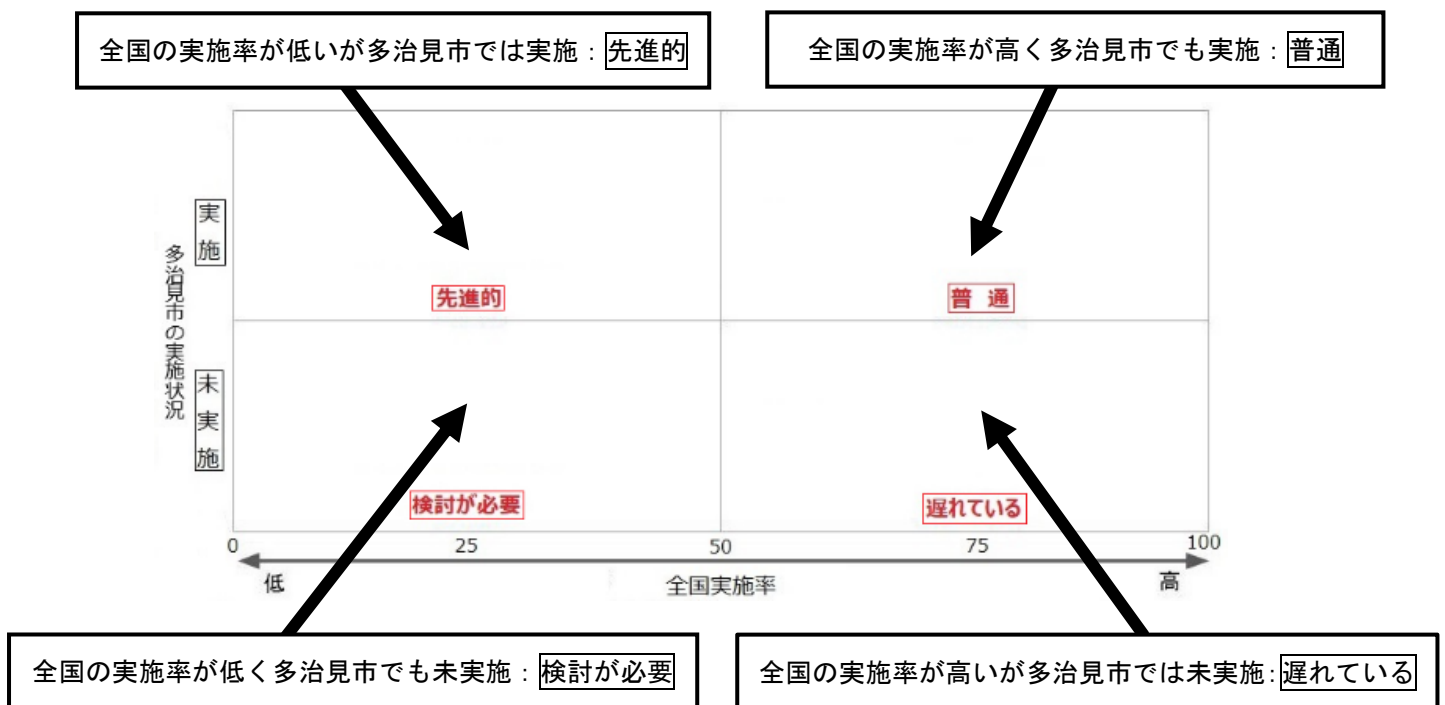 全国の実施率が低いが多治見市では実施：先進的
全国の実施率が高く多治見市でも実施：普通
多治見市の実施状況
実施
未実施
先進的
普 通
検討が必要
遅れている
0 25 50 75 100
低 全国実施率 高
全国の実施率が低く多治見市でも未実施：検討が必要
全国の実施率が高いが多治見市では未実施：遅れている